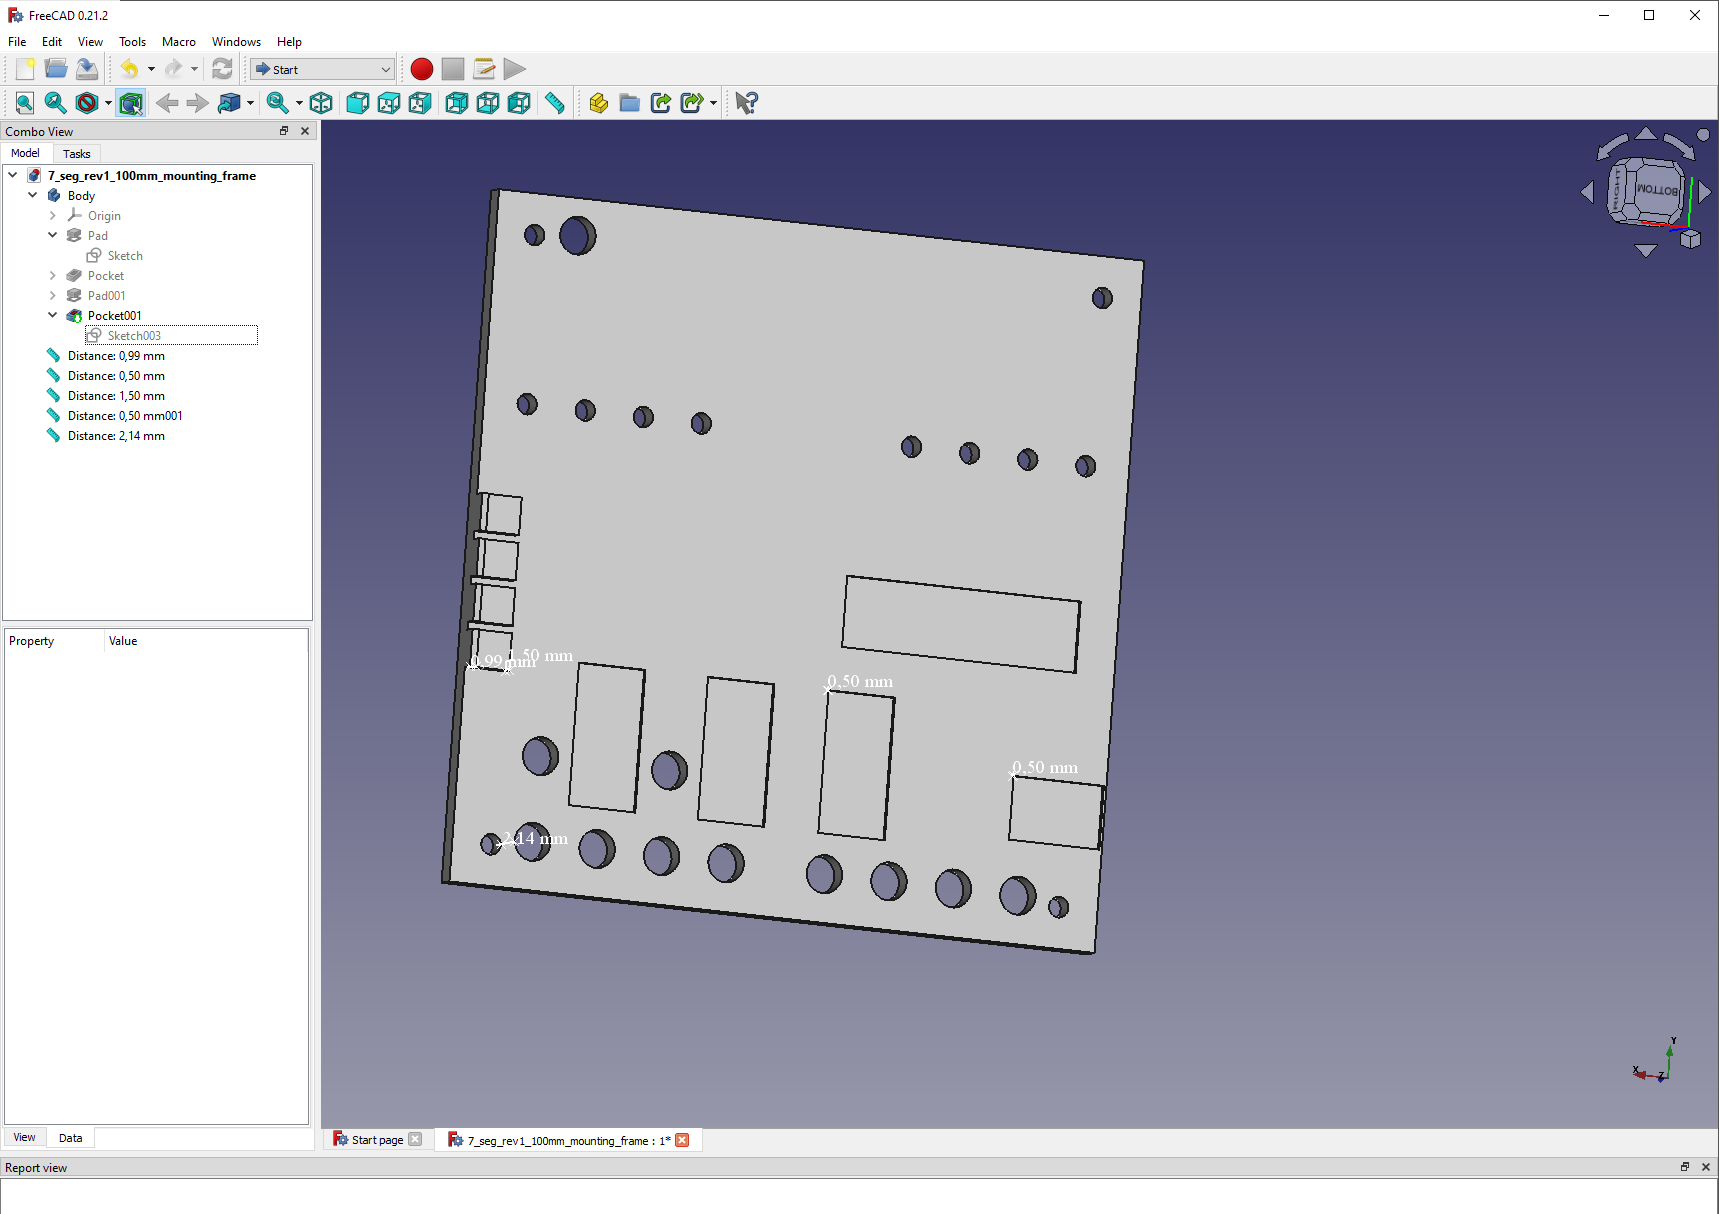 FreeCAD 0.21.2
File Edit View Tools Macro Windows Help
Start
Combo View
Model Tasks
7_seg_rev1_100mm_mounting_frame
Body
Origin
Pad
Sketch
Pocket
Pad001
Pocket001
Sketch003
Distance: 0,99 mm
Distance: 0,50 mm
Distance: 1,50 mm
Distance: 0,50 mm001
Distance: 2,14 mm
Property Value
View Data
RIGHT
BOTTOM
1,50 mm
0,99 mm
0,50 mm
0,50 mm
2,14 mm
Y
X
Z
Start page
7_seg_rev1_100mm_mounting_frame : 1*
Report view